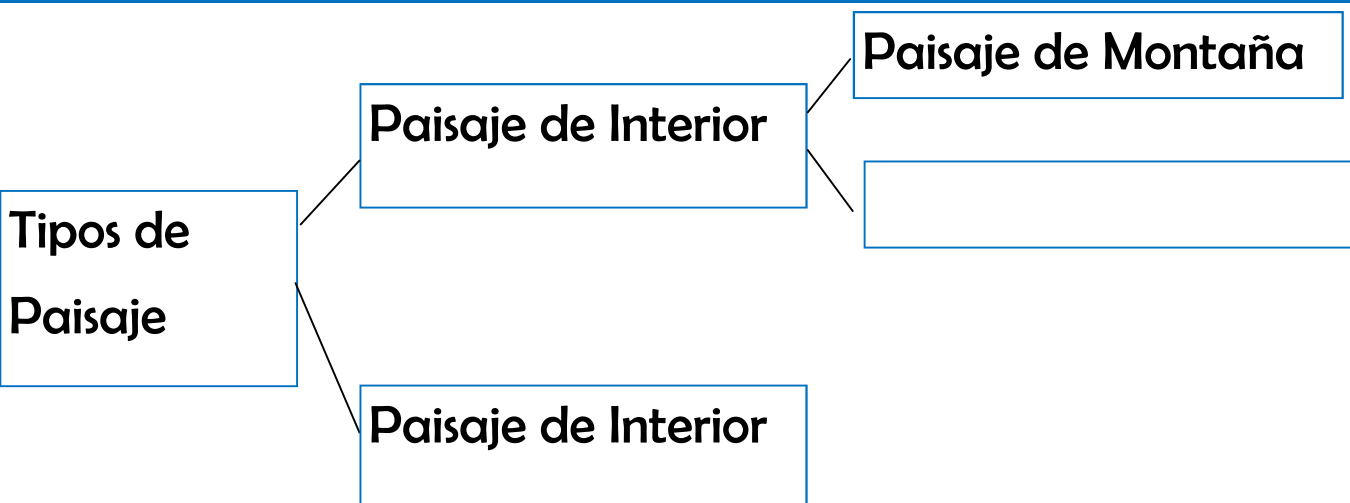 Paisaje de Montaña
Paisaje de Interior
Tipos de
Paisaje
Paisaje de Interior